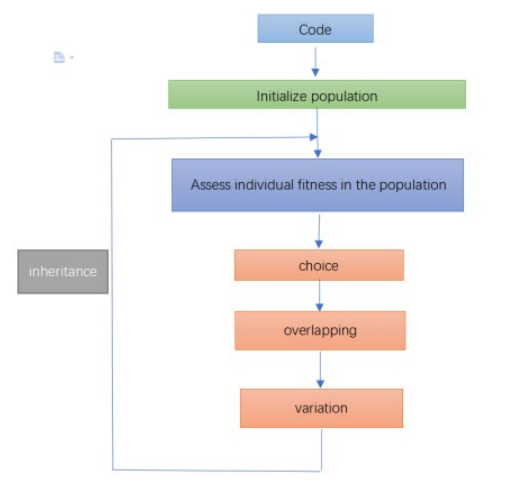 Code
Initialize population
Assess individual fitness in the population
inheritance
choice
overlapping
variation